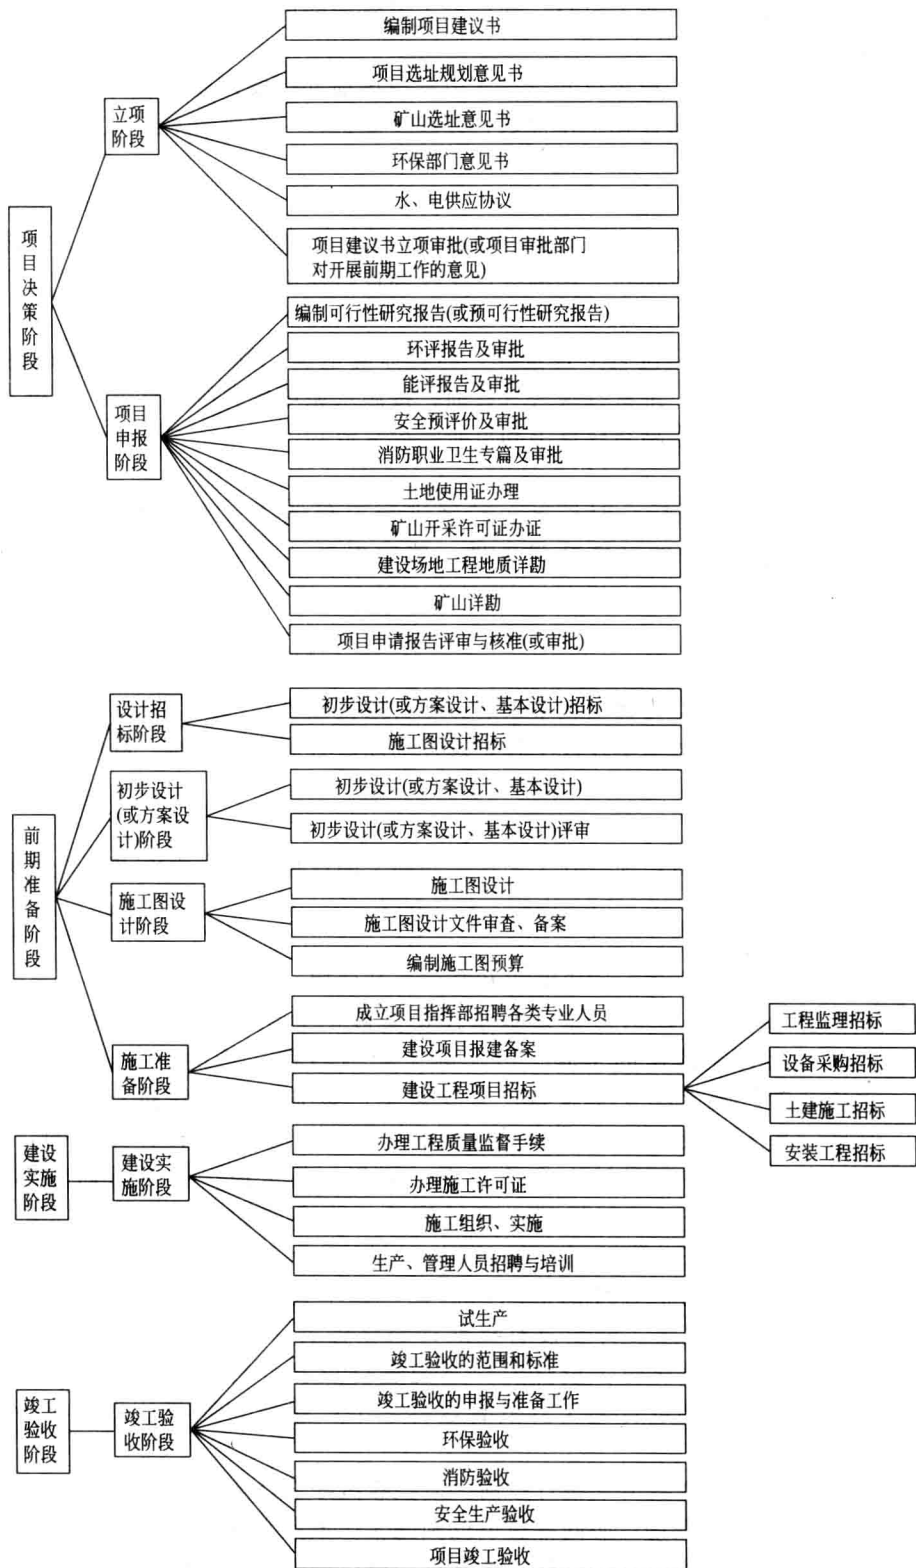 项
目
决
策
阶
段
立项
阶段
编制项目建议书
项目选址规划意见书
矿山选址意见书
环保部门意见书
水、电供应协议
项目建议书立项审批(或项目审批部门
对开展前期工作的意见)
项目
申报
阶段
编制可行性研究报告(或预可行性研究报告)
环评报告及审批
能评报告及审批
安全预评价及审批
消防职业卫生专篇及审批
土地使用证办理
矿山开采许可证办证
建设场地工程地质详勘
矿山详勘
项目申请报告评审与核准(或审批)
前
期
准
备
阶
段
设计招
标阶段
初步设计(或方案设计、基本设计)招标
施工图设计招标
初步设计
(或方案设
计)阶段
初步设计(或方案设计、基本设计)
初步设计(或方案设计、基本设计)评审
施工图设
计阶段
施工图设计
施工图设计文件审查、备案
编制施工图预算
施工准
备阶段
成立项目指挥部招聘各类专业人员
建设项目报建备案
建设工程项目招标
工程监理招标
设备采购招标
土建施工招标
安装工程招标
建设
实施
阶段
建设实
施阶段
办理工程质量监督手续
办理施工许可证
施工组织、实施
生产、管理人员招聘与培训
竣工
验收
阶段
竣工验
收阶段
试生产
竣工验收的范围和标准
竣工验收的申报与准备工作
环保验收
消防验收
安全生产验收
项目竣工验收